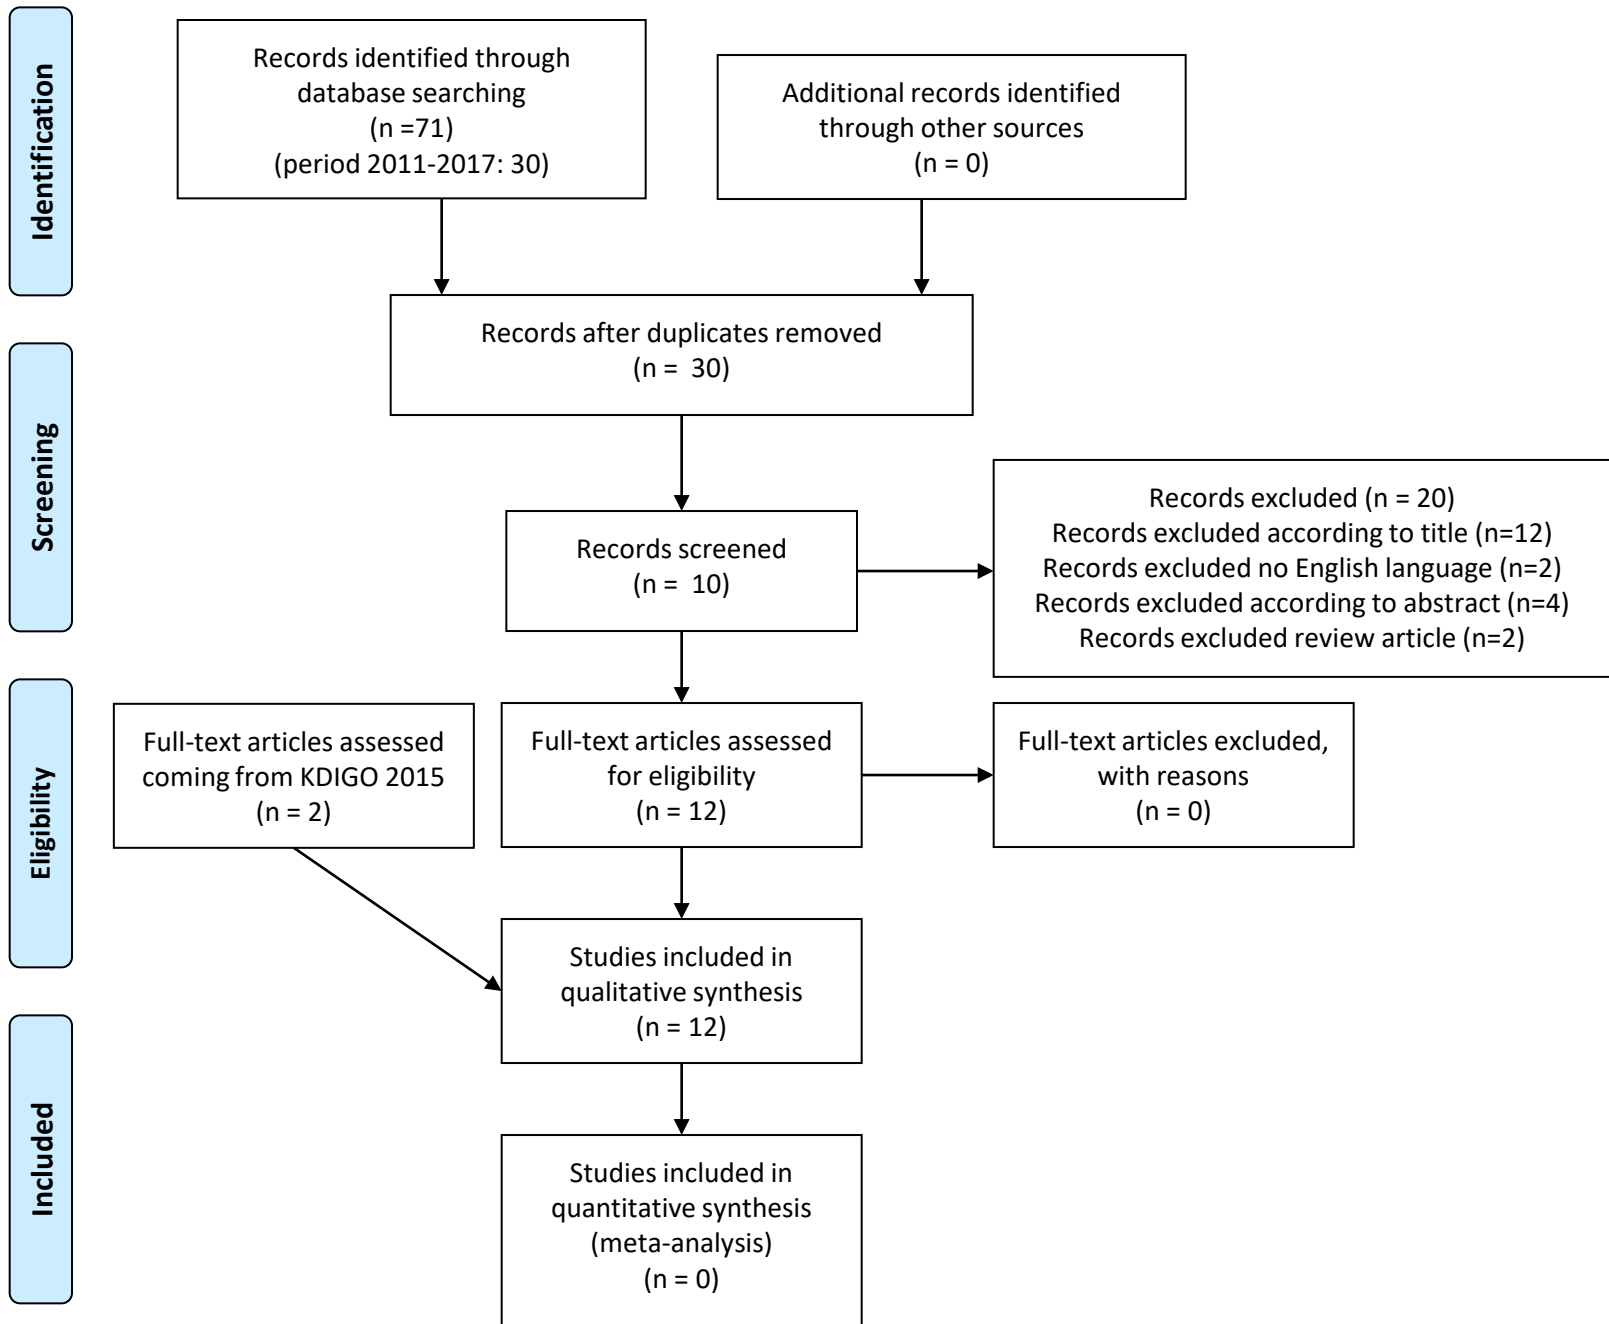 Identification
Records identified through
database searching
(n =71)
(period 2011-2017: 30)
Additional records identified
through other sources
(n = 0)
Records after duplicates removed
(n =  30)
Screening
Records screened
(n =  10)
Records excluded (n = 20)
Records excluded according to title (n=12)
Records excluded no English language (n=2)
Records excluded according to abstract (n=4)
Records excluded review article (n=2)
Eligibility
Full-text articles assessed
coming from KDIGO 2015
(n = 2)
Full-text articles assessed
for eligibility
(n = 12)
Full-text articles excluded,
with reasons
(n = 0)
Studies included in
qualitative synthesis
(n = 12)
Included
Studies included in
quantitative synthesis
(meta-analysis)
(n = 0)